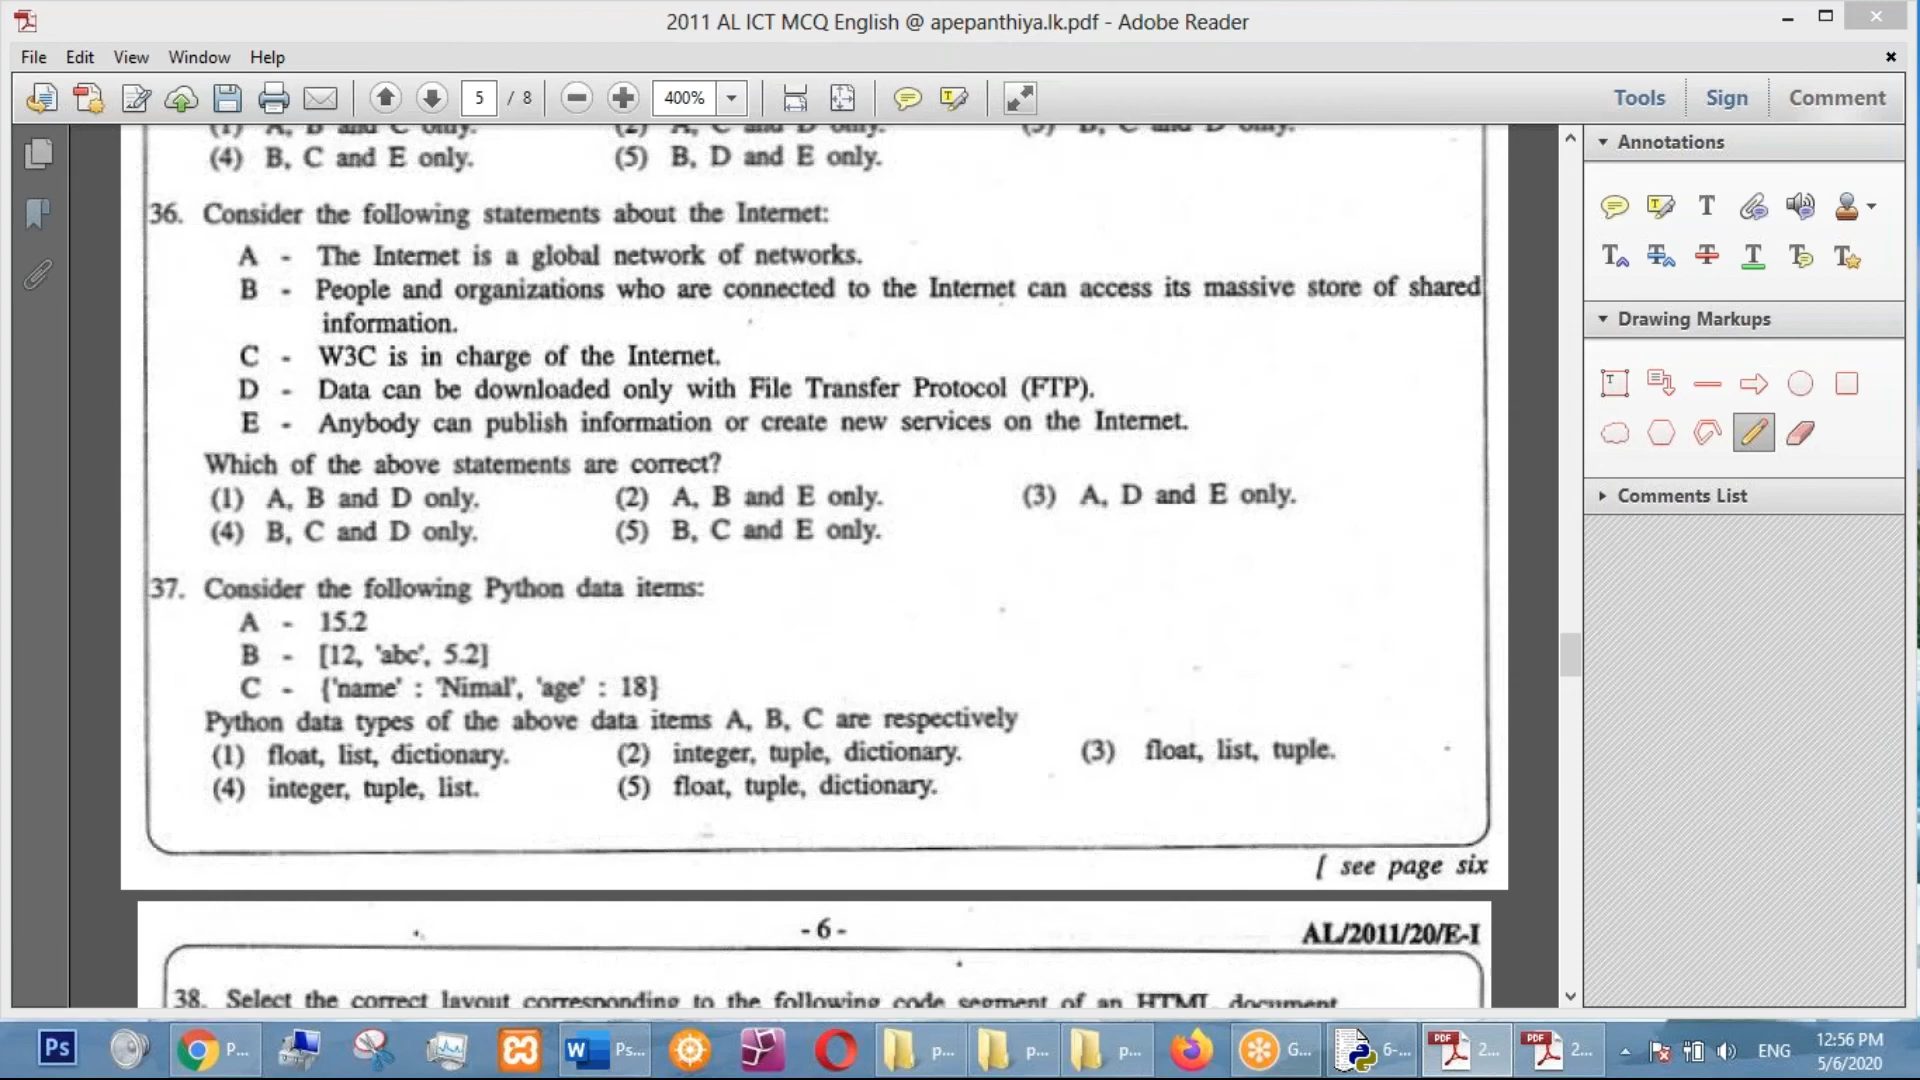 2011 AL ICT MCQ English @ apepanthiya.lk.pdf - Adobe Reader
File Edit View Window Help
5 / 8 400% Tools Sign Comment
(1) A, B and C only. (2) A, C and D only. (3) B, C and D only.
(4) B, C and E only. (5) B, D and E only.
36. Consider the following statements about the Internet:
A - The Internet is a global network of networks.
B - People and organizations who are connected to the Internet can access its massive store of shared
information.
C - W3C is in charge of the Internet.
D - Data can be downloaded only with File Transfer Protocol (FTP).
E - Anybody can publish information or create new services on the Internet.
Which of the above statements are correct?
(1) A, B and D only. (2) A, B and E only. (3) A, D and E only.
(4) B, C and D only. (5) B, C and E only.
37. Consider the following Python data items:
A - 15.2
B - [12, 'abc', 5.2]
C - {'name' : 'Nimal', 'age' : 18}
Python data types of the above data items A, B, C are respectively
(1) float, list, dictionary. (2) integer, tuple, dictionary. (3) float, list, tuple.
(4) integer, tuple, list. (5) float, tuple, dictionary.
[ see page six
- 6 - AL/2011/20/E-I
38. Select the correct layout corresponding to the following code segment of an HTML document
Annotations
Drawing Markups
Comments List
Ps P... W Ps... p... p... p... G... 6-... PDF 2... PDF 2... ENG 12:56 PM
5/6/2020